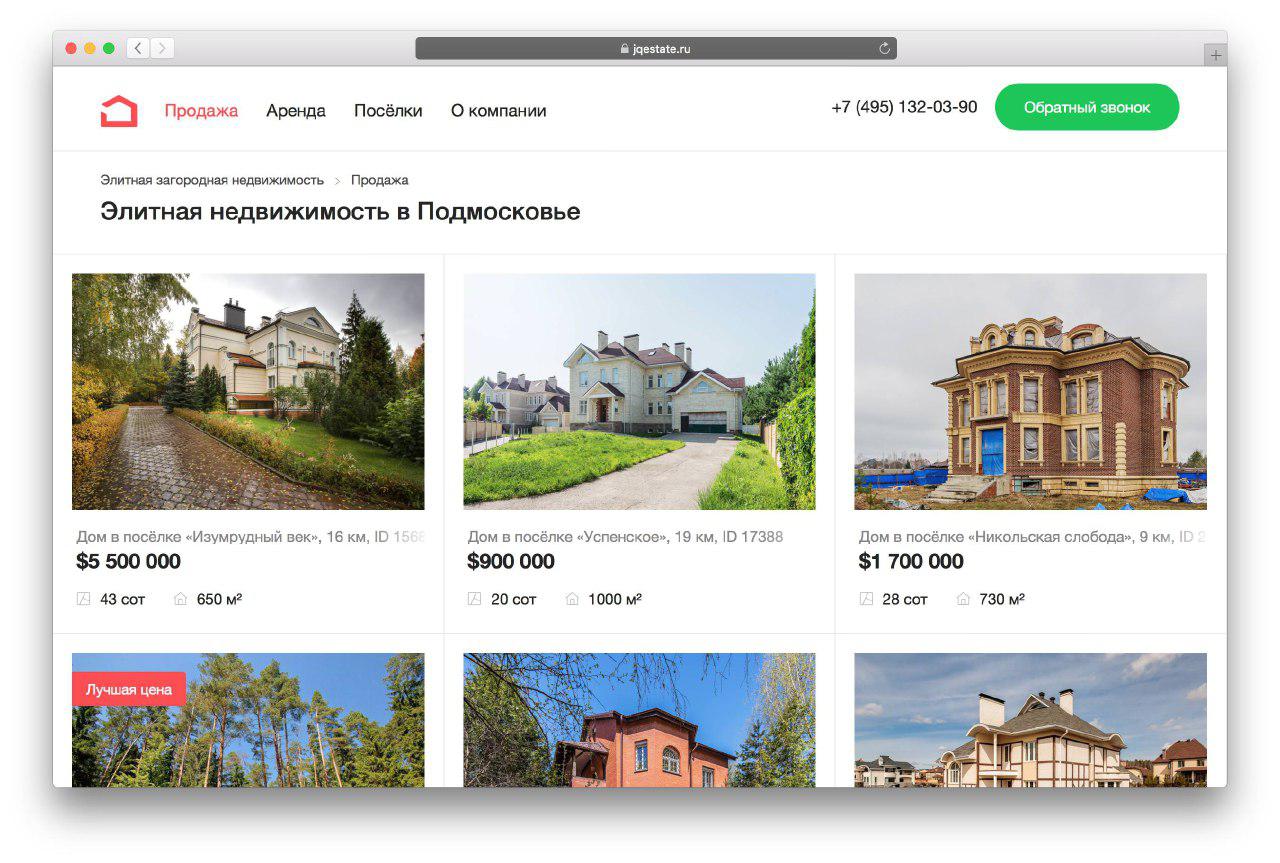 jqestate.ru
Продажа Аренда Посёлки О компании +7 (495) 132-03-90 Обратный звонок
Элитная загородная недвижимость > Продажа
Элитная недвижимость в Подмосковье
Дом в посёлке «Изумрудный век», 16 км, ID 156
$5 500 000
43 сот 650 м²
Дом в посёлке «Успенское», 19 км, ID 17388
$900 000
20 сот 1000 м²
Дом в посёлке «Никольская слобода», 9 км, ID 2
$1 700 000
28 сот 730 м²
Лучшая цена